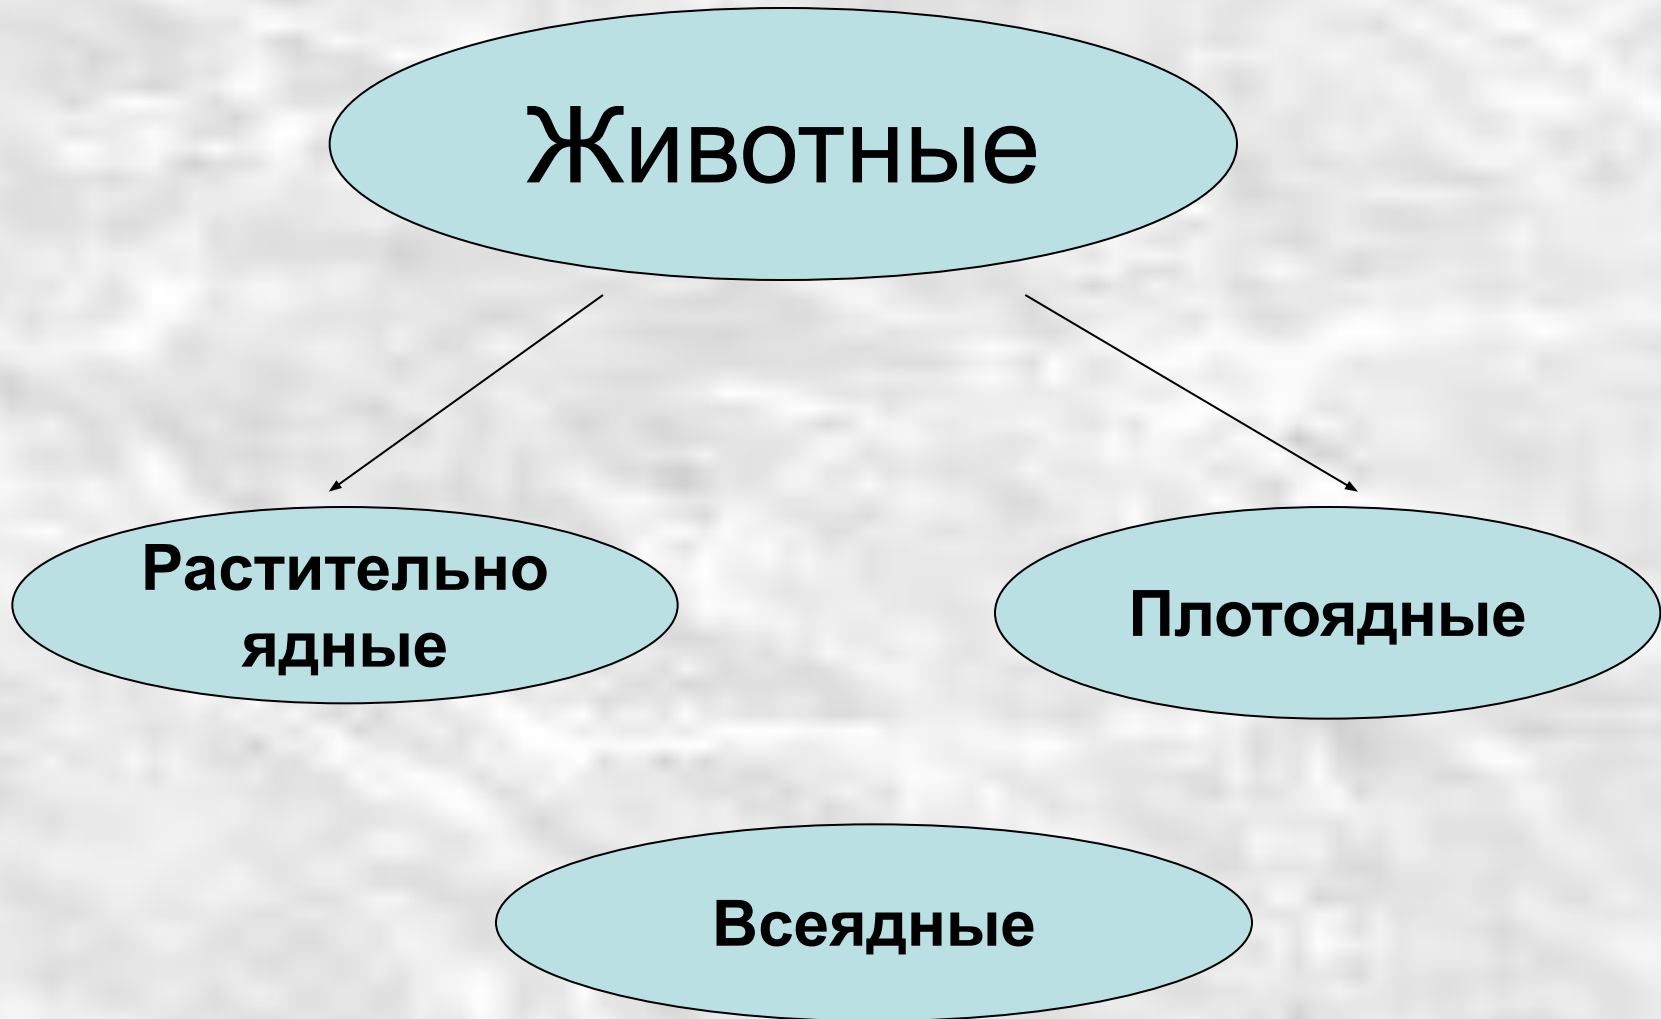 Животные
Растительно
ядные
Плотоядные
Всеядные